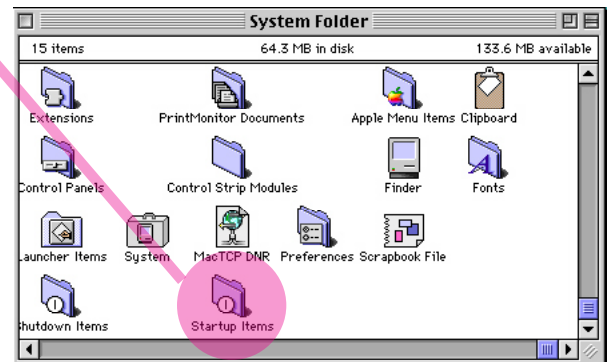 System Folder
15 items 64.3 MB in disk 133.6 MB available
Extensions PrintMonitor Documents Apple Menu Items Clipboard
Control Panels Control Strip Modules Finder Fonts
Launcher Items System MacTCP DNR Preferences Scrapbook File
Shutdown Items Startup Items